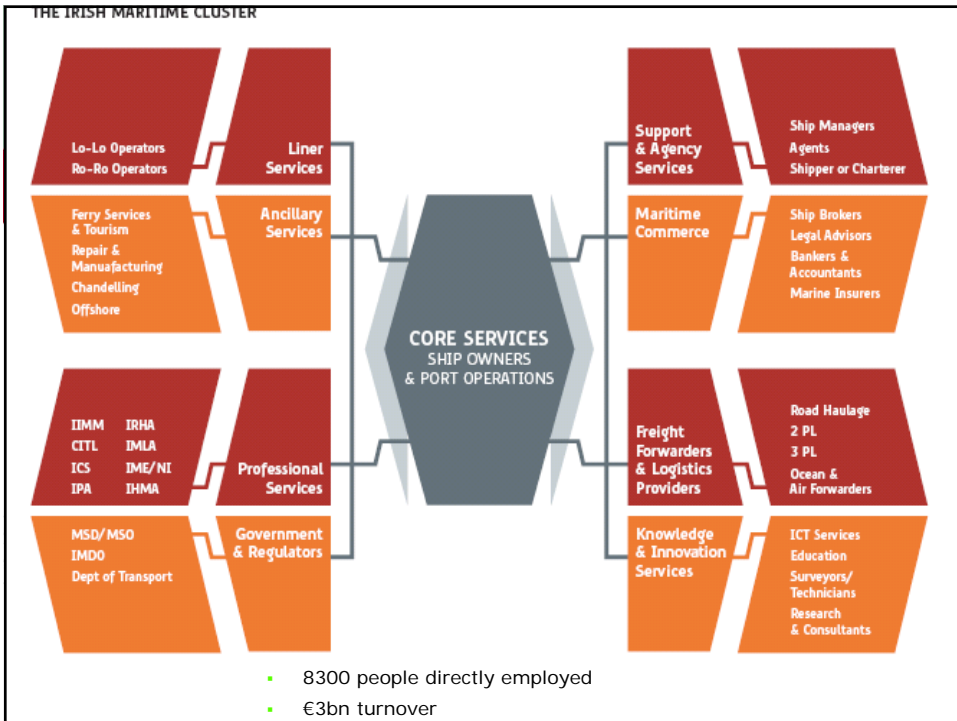 THE IRISH MARITIME CLUSTER
Lo-Lo Operators
Ro-Ro Operators
Liner
Services
Ferry Services
& Tourism
Repair &
Manuafacturing
Chandelling
Offshore
Ancillary
Services
IIMM IRHA
CITL IMLA
ICS IME/NI
IPA IHMA
Professional
Services
MSD/MSO
IMDO
Dept of Transport
Government
& Regulators
CORE SERVICES
SHIP OWNERS
& PORT OPERATIONS
Support
& Agency
Services
Ship Managers
Agents
Shipper or Charterer
Maritime
Commerce
Ship Brokers
Legal Advisors
Bankers &
Accountants
Marine Insurers
Freight
Forwarders
& Logistics
Providers
Road Haulage
2 PL
3 PL
Ocean &
Air Forwarders
Knowledge
& Innovation
Services
ICT Services
Education
Surveyors/
Technicians
Research
& Consultants
▪ 8300 people directly employed
▪ €3bn turnover